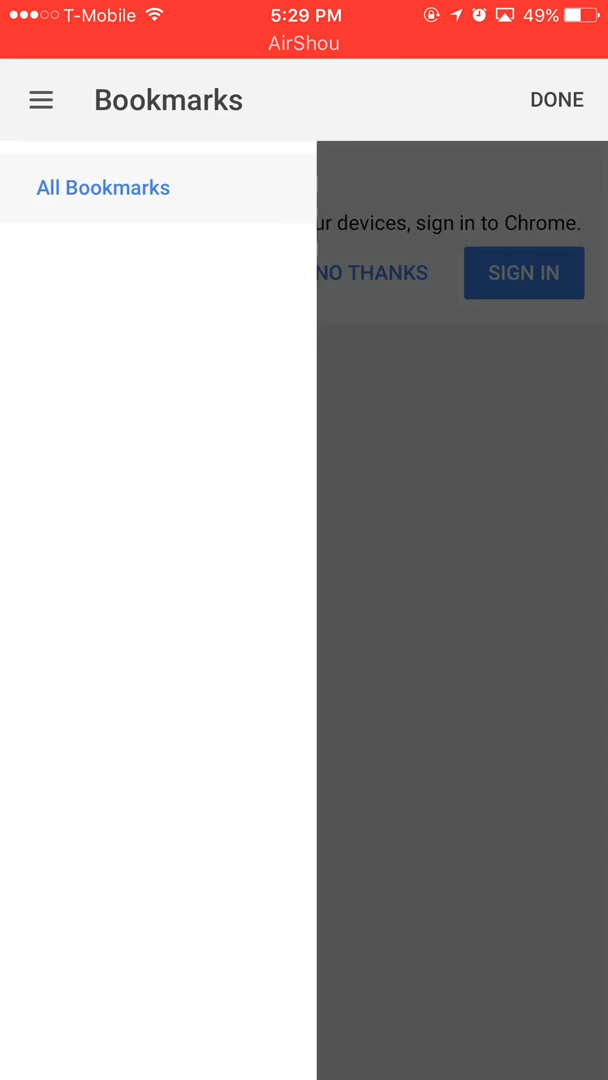 T-Mobile 5:29 PM 49%
AirShou
Bookmarks DONE
All Bookmarks
ur devices, sign in to Chrome.
NO THANKS SIGN IN